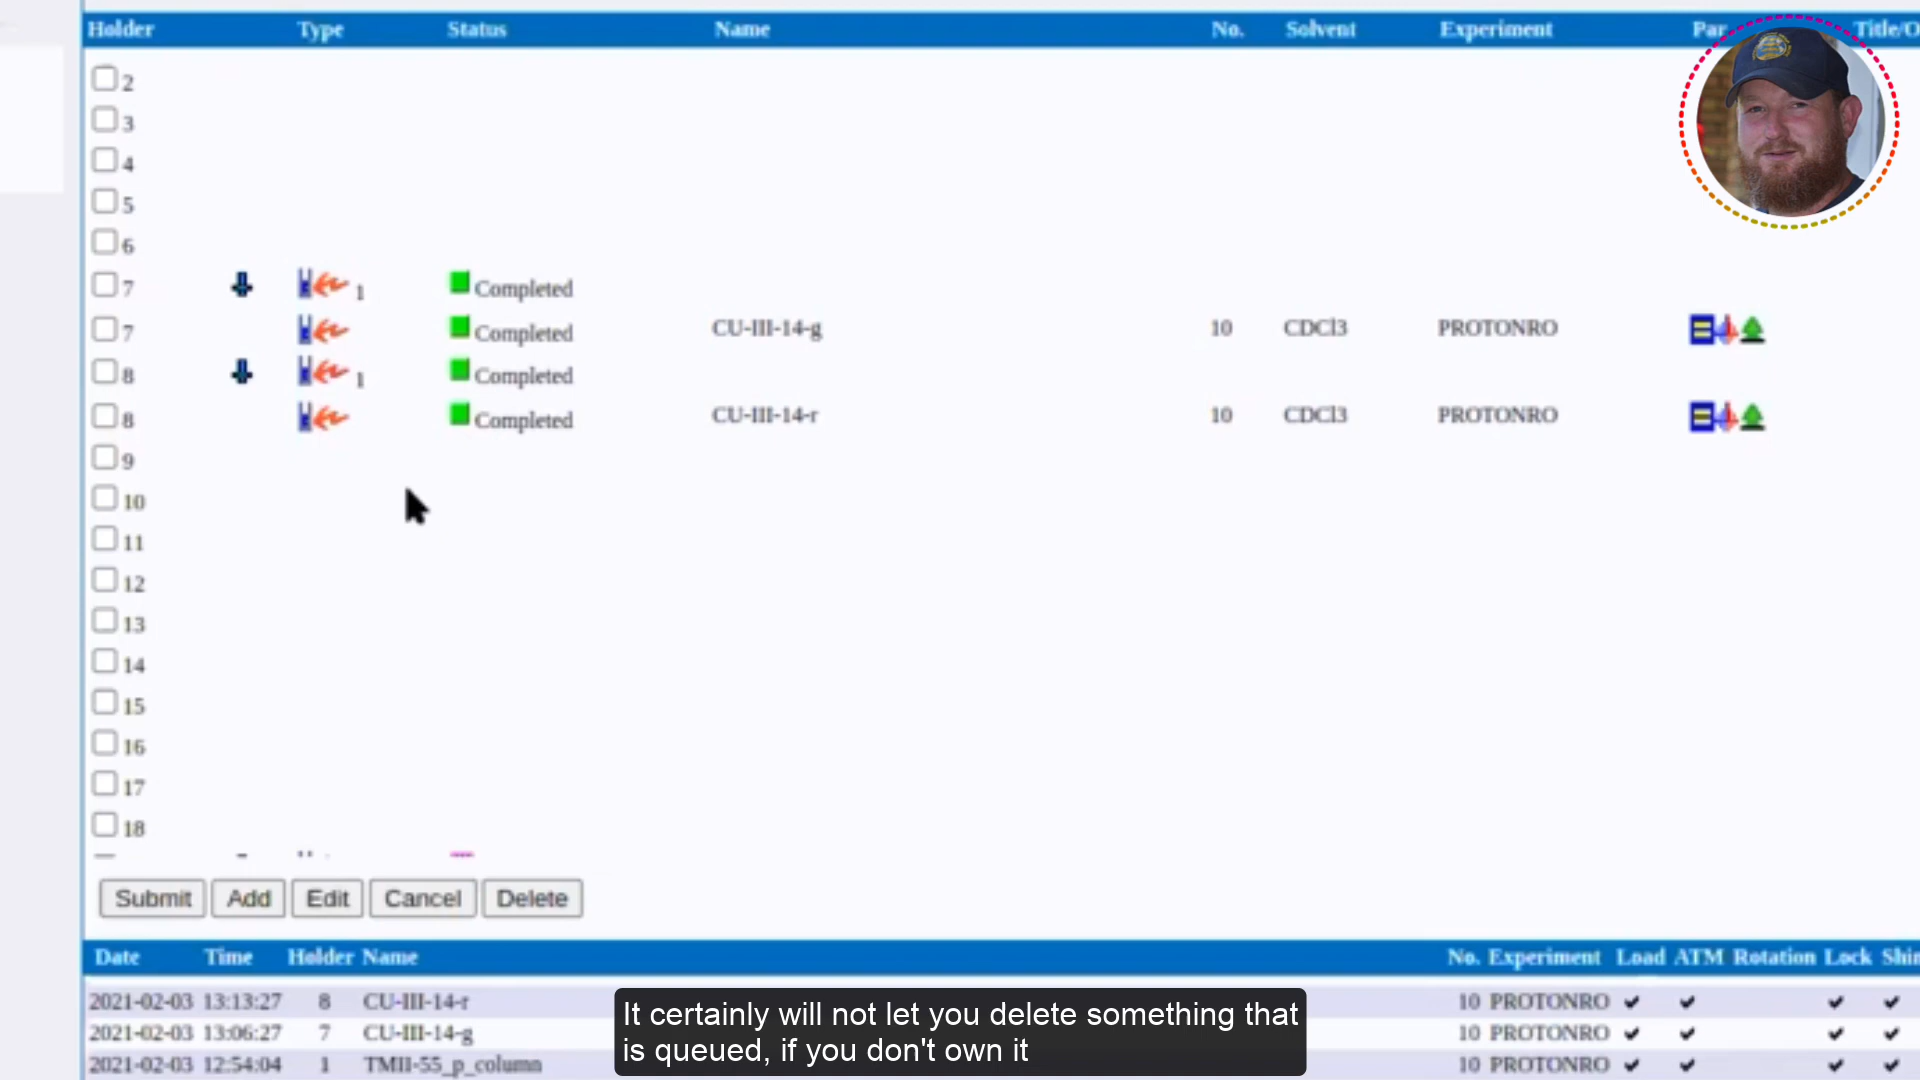 Holder Type Status Name No. Solvent Experiment Par Title/O
2
3
4
5
6
7 1 Completed
7 Completed CU-III-14-g 10 CDCl3 PROTONRO
8 1 Completed
8 Completed CU-III-14-r 10 CDCl3 PROTONRO
9
10
11
12
13
14
15
16
17
18
Submit Add Edit Cancel Delete
Date Time Holder Name No. Experiment Load ATM Rotation Lock Shi
2021-02-03 13:13:27 8 CU-III-14-r 10 PROTONRO
2021-02-03 13:06:27 7 CU-III-14-g 10 PROTONRO
2021-02-03 12:54:04 1 TMII-55_p_column 10 PROTONRO
It certainly will not let you delete something that
is queued, if you don't own it